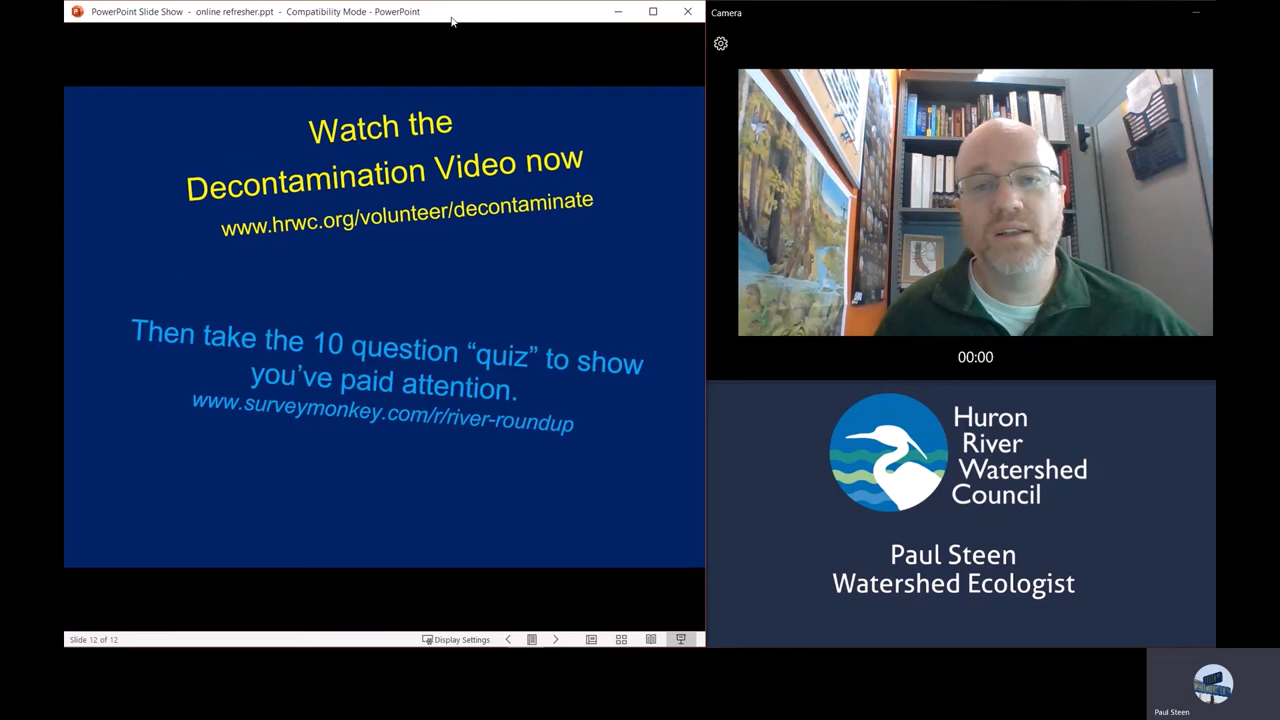 PowerPoint Slide Show - online refresher.ppt - Compatibility Mode - PowerPoint
Watch the
Decontamination Video now
www.hrwc.org/volunteer/decontaminate
Then take the 10 question “quiz” to show
you’ve paid attention.
www.surveymonkey.com/r/river-roundup
Slide 12 of 12
Display Settings
Camera
00:00
Huron
River
Watershed
Council
Paul Steen
Watershed Ecologist
Paul Steen